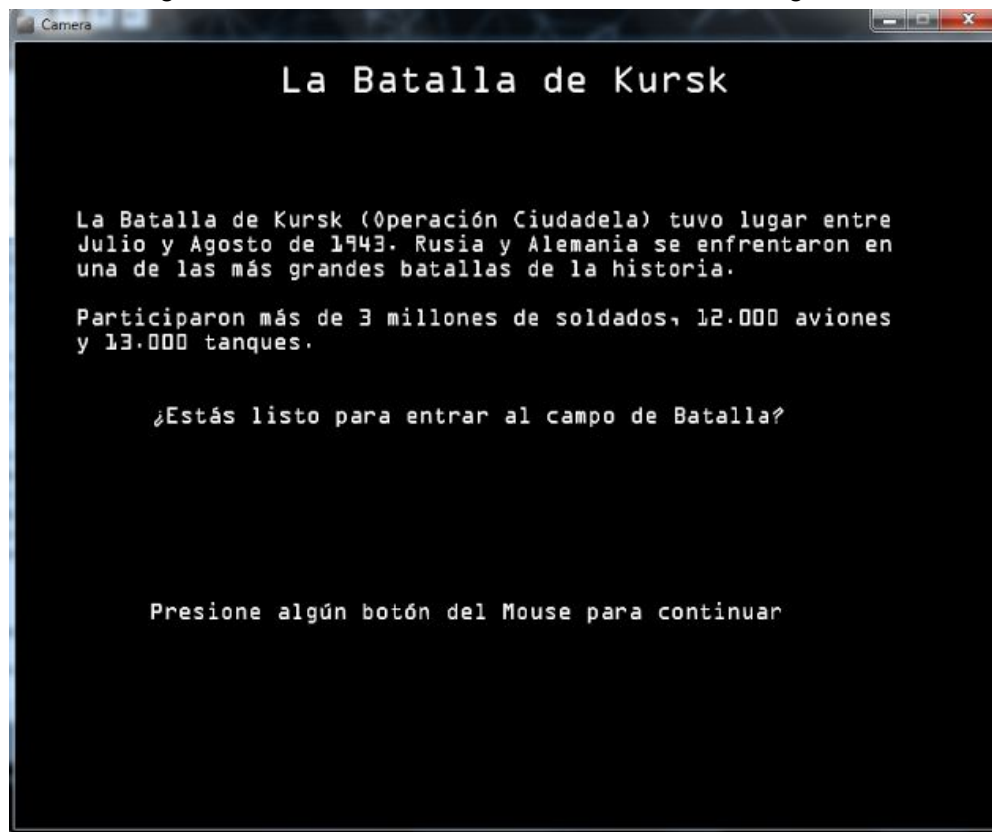 Camera
La Batalla de Kursk
La Batalla de Kursk (Operación Ciudadela) tuvo lugar entre
Julio y Agosto de 1943. Rusia y Alemania se enfrentaron en
una de las más grandes batallas de la historia.
Participaron más de 3 millones de soldados, 12.000 aviones
y 13.000 tanques.
¿Estás listo para entrar al campo de Batalla?
Presione algún botón del Mouse para continuar